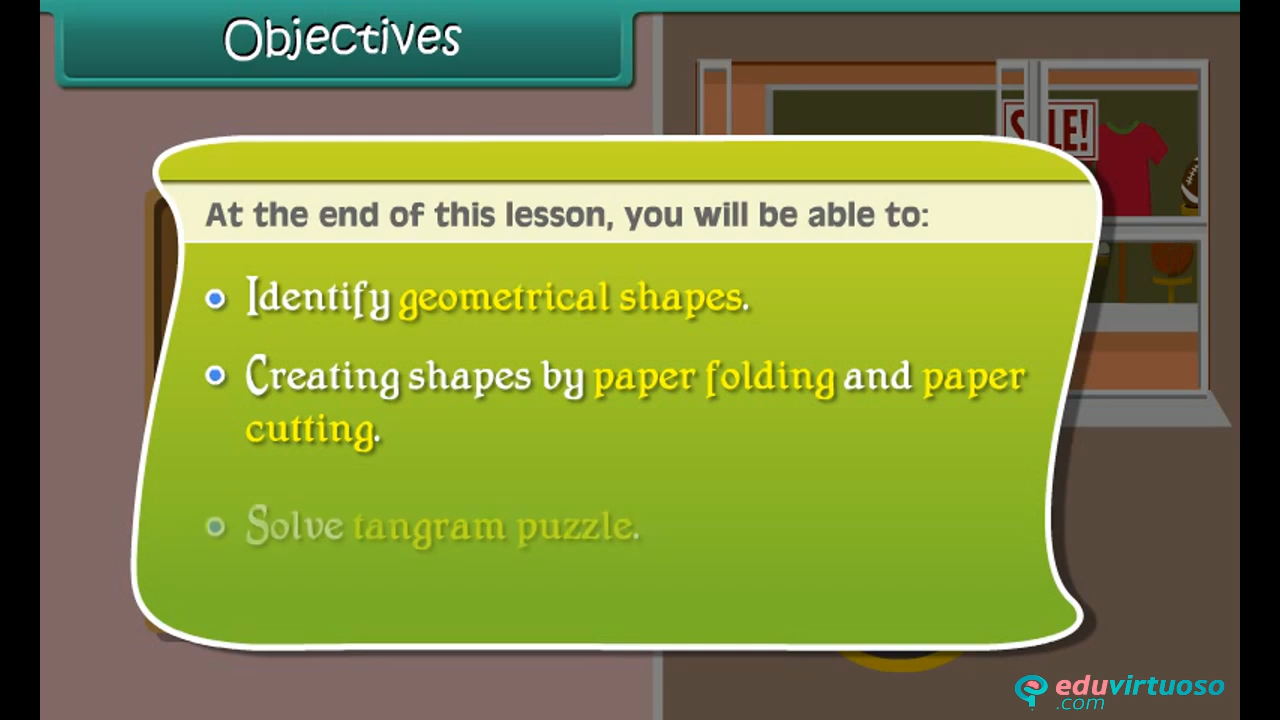 Objectives
S LE!
At the end of this lesson, you will be able to:
Identify geometrical shapes.
Creating shapes by paper folding and paper
cutting.
Solve tangram puzzle.
eduvirtuoso
.com